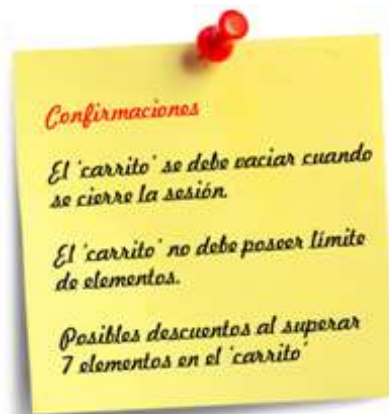 Confirmaciones
El 'carrito' se debe vaciar cuando
se cierre la sesión.
El 'carrito' no debe poseer límite
de elementos.
Posibles descuentos al superar
7 elementos en el 'carrito'